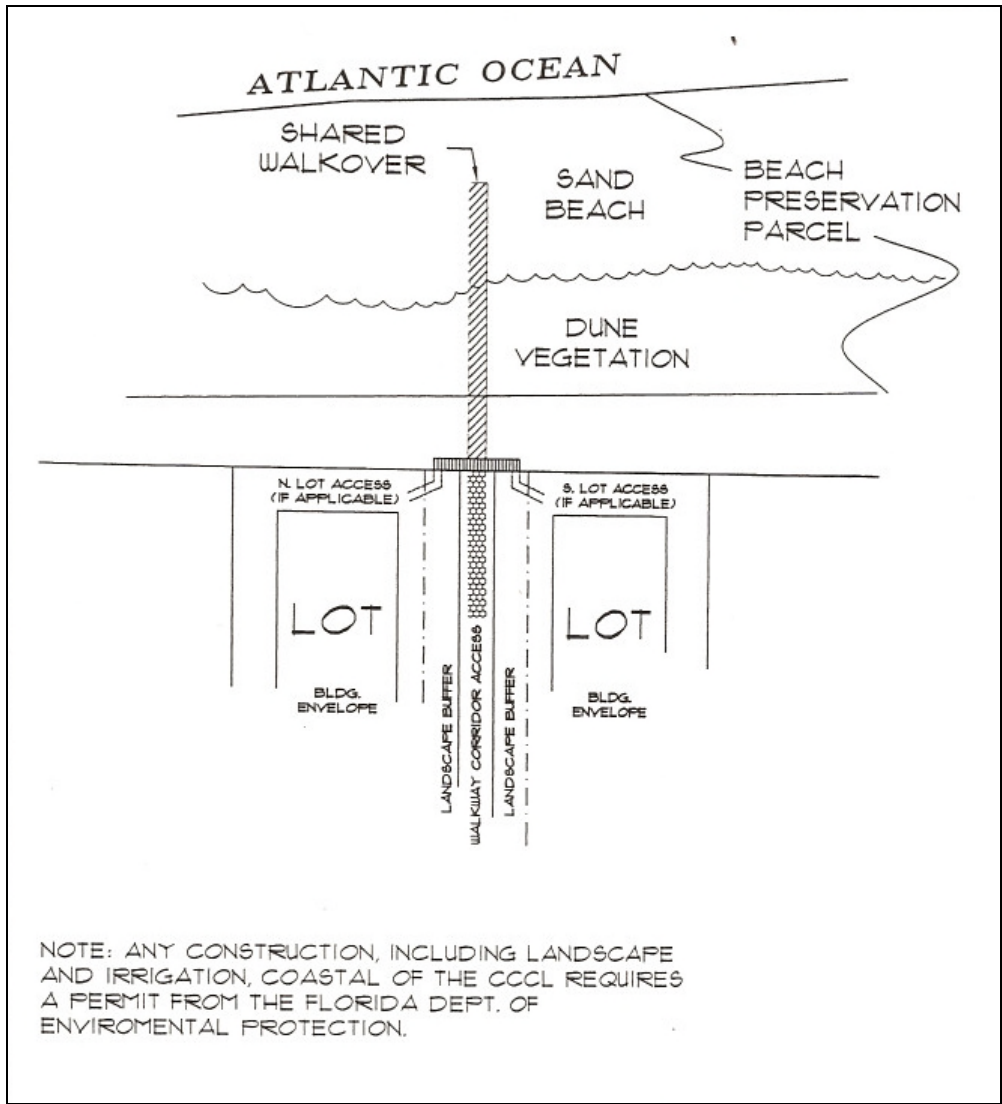 ATLANTIC OCEAN
SHARED
WALKOVER
SAND
BEACH
BEACH
PRESERVATION
PARCEL
DUNE
VEGETATION
N. LOT ACCESS
(IF APPLICABLE)
S. LOT ACCESS
(IF APPLICABLE)
LOT
LOT
BLDG.
ENVELOPE
LANDSCAPE BUFFER
WALKWAY CORRIDOR ACCESS
LANDSCAPE BUFFER
BLDG.
ENVELOPE
NOTE: ANY CONSTRUCTION, INCLUDING LANDSCAPE
AND IRRIGATION, COASTAL OF THE CCCL REQUIRES
A PERMIT FROM THE FLORIDA DEPT. OF
ENVIROMENTAL PROTECTION.